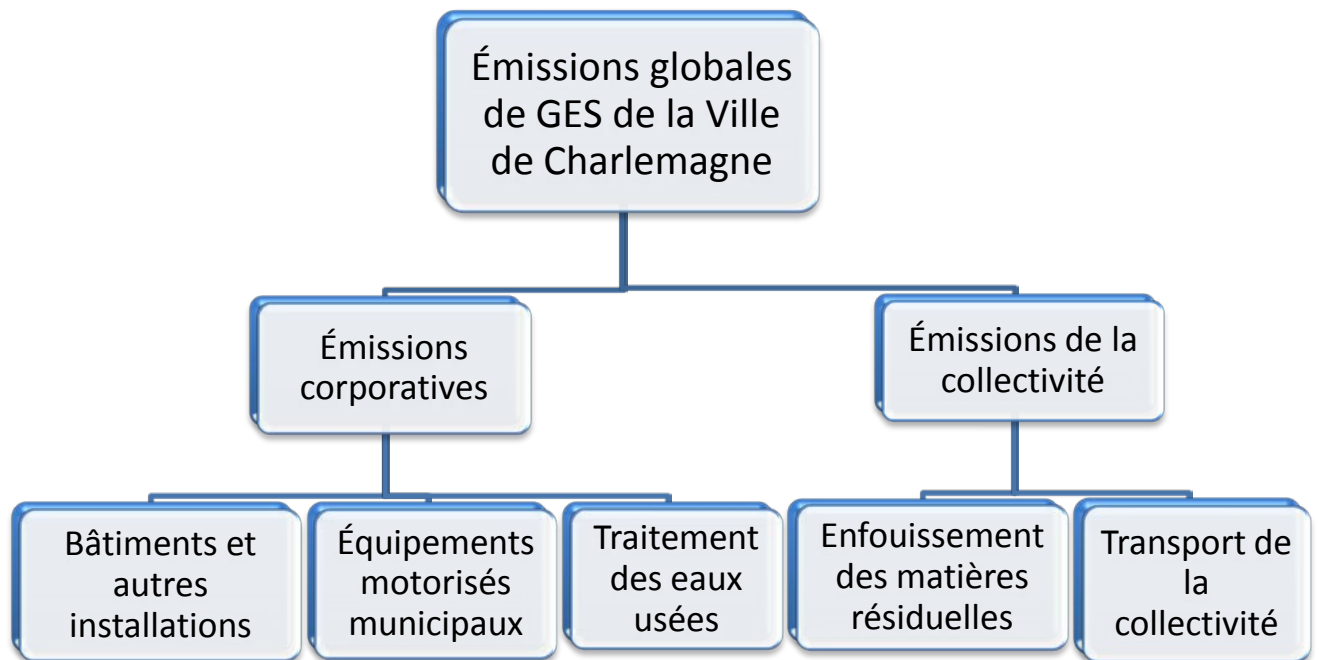 Émissions globales
de GES de la Ville
de Charlemagne
Émissions
corporatives
Émissions de la
collectivité
Bâtiments et
autres
installations
Équipements
motorisés
municipaux
Traitement
des eaux
usées
Enfouissement
des matières
résiduelles
Transport de
la
collectivité